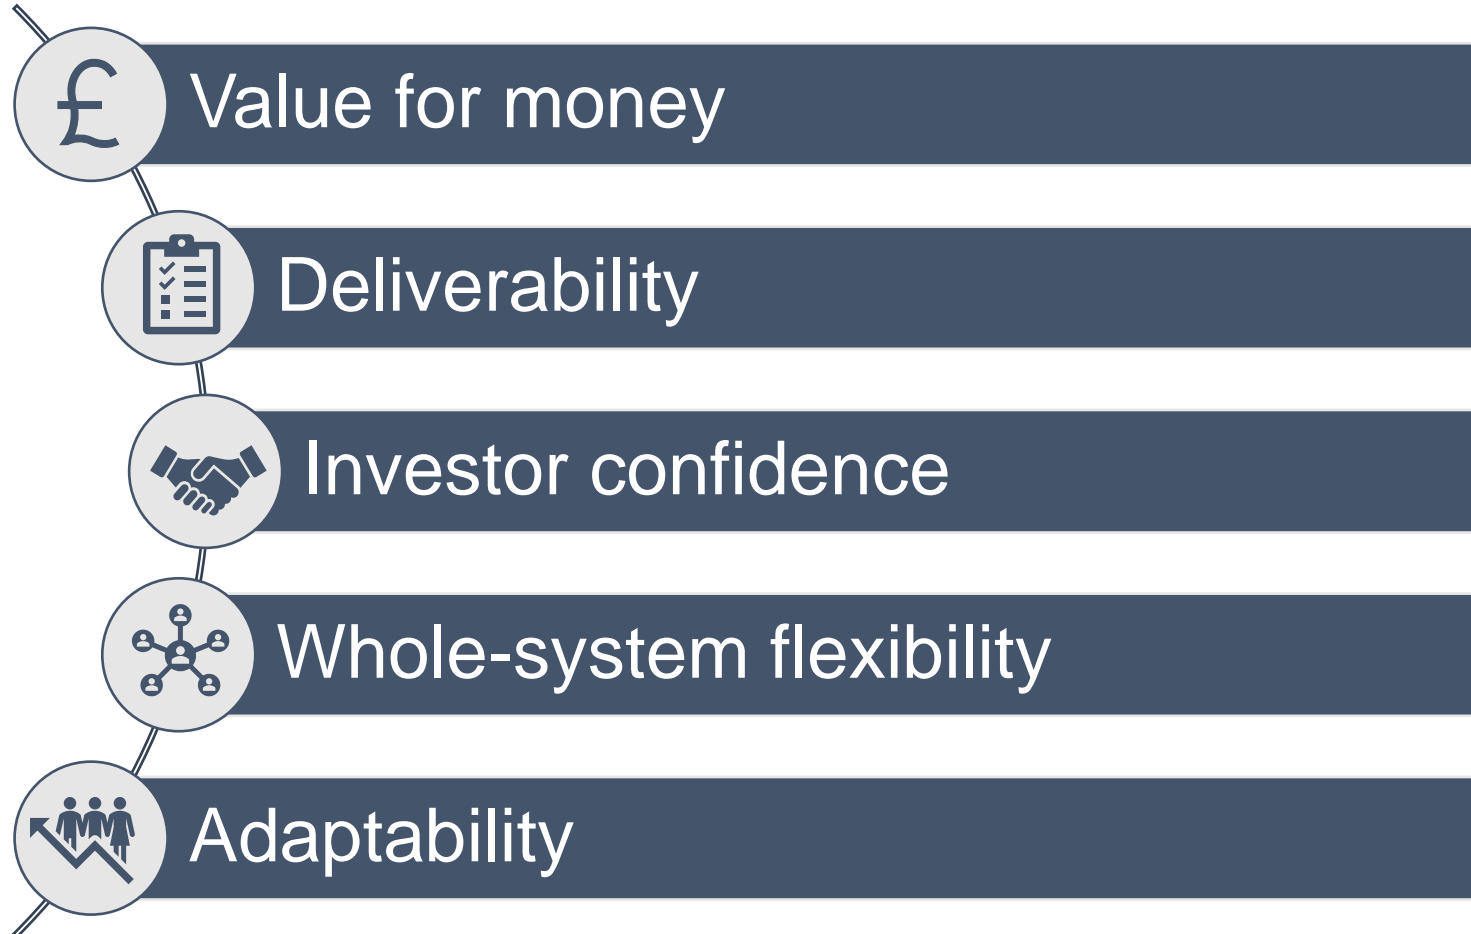 £
Value for money
Deliverability
Investor confidence
Whole-system flexibility
Adaptability